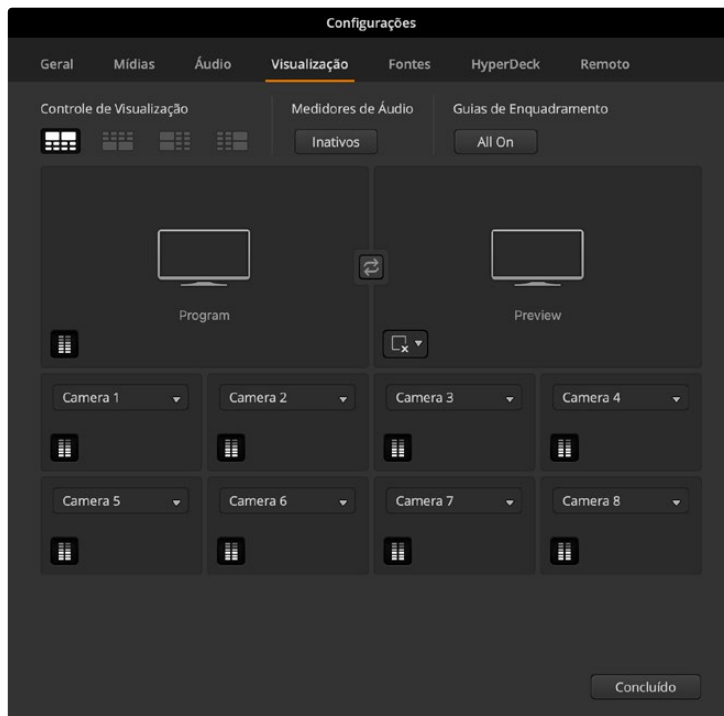 Configurações
Geral Mídias Áudio Visualização Fontes HyperDeck Remoto
Controle de Visualização Medidores de Áudio Guias de Enquadramento
Inativos All On
Program Preview
Camera 1 Camera 2 Camera 3 Camera 4
Camera 5 Camera 6 Camera 7 Camera 8
Concluído